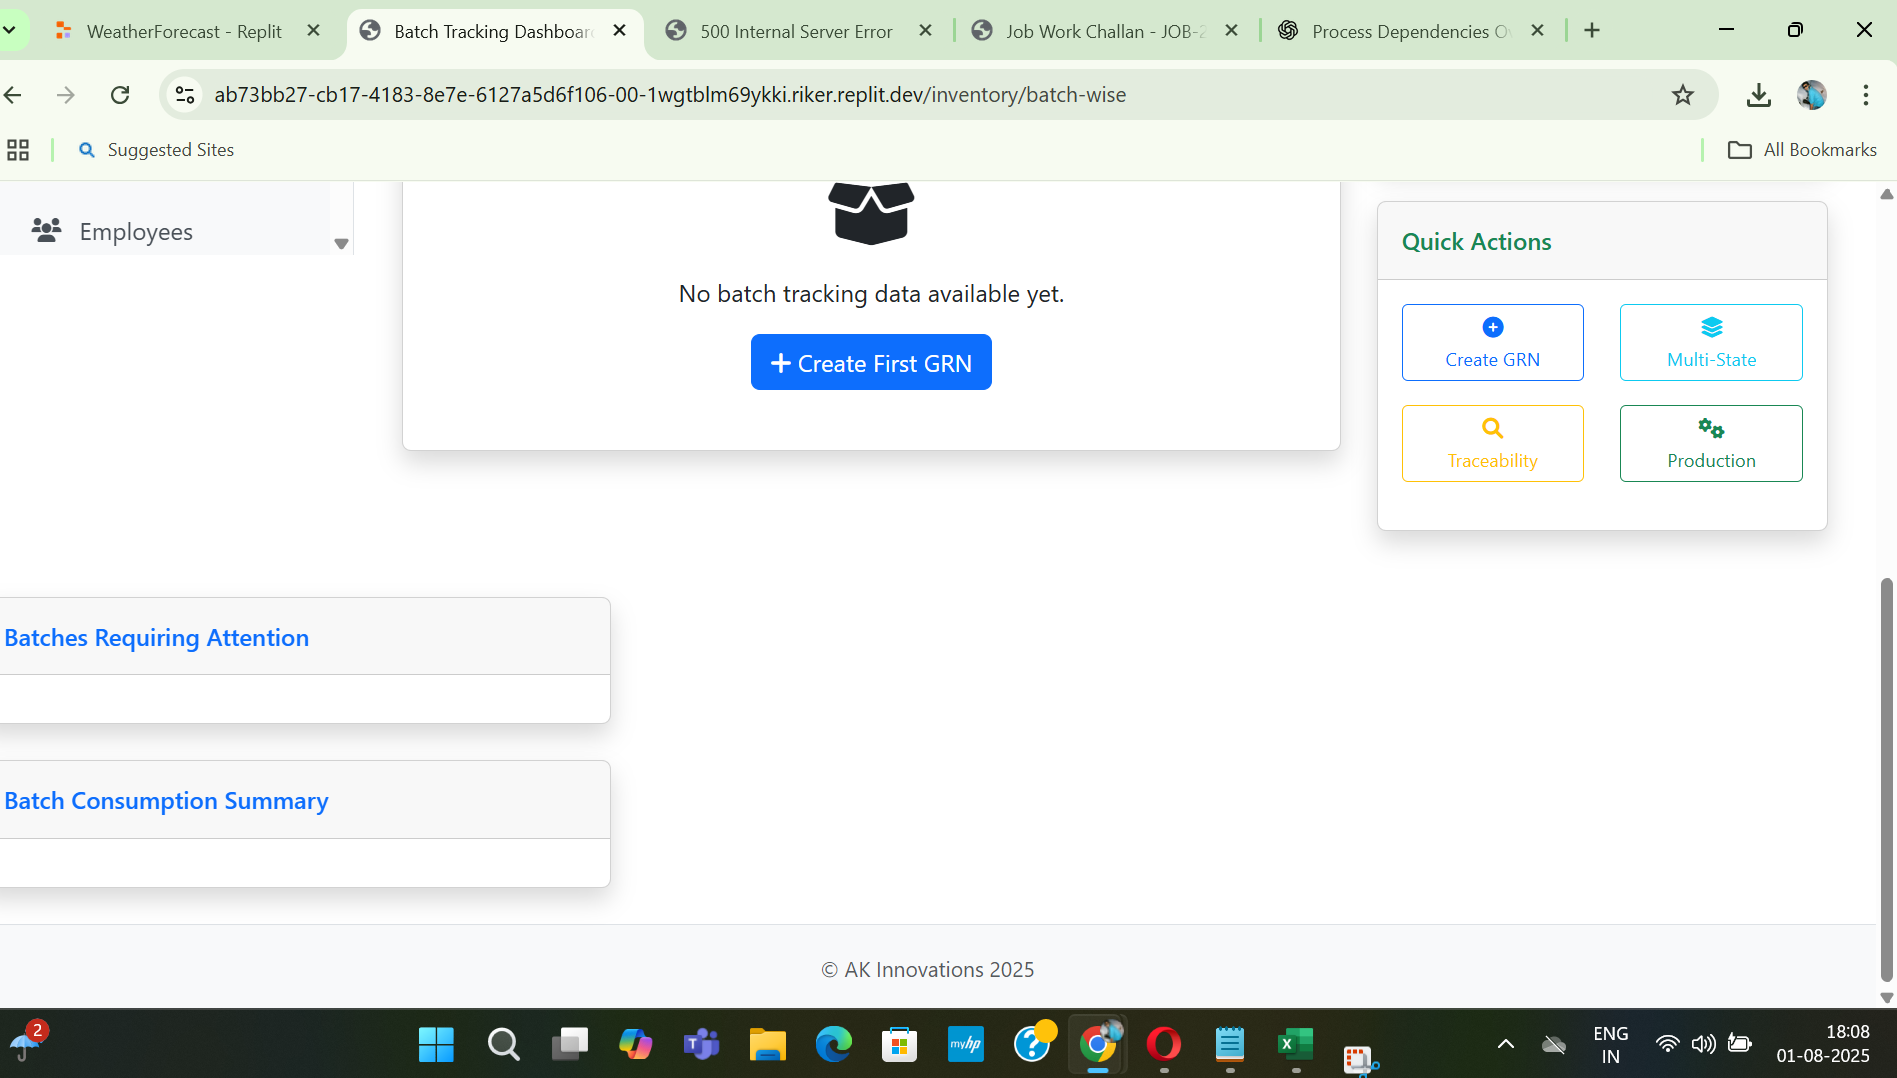 WeatherForecast - Replit
Batch Tracking Dashboar
500 Internal Server Error
Job Work Challan - JOB-2
Process Dependencies O
ab73bb27-cb17-4183-8e7e-6127a5d6f106-00-1wgtblm69ykki.riker.replit.dev/inventory/batch-wise
Suggested Sites
All Bookmarks
Employees
No batch tracking data available yet.
Create First GRN
Quick Actions
Create GRN
Multi-State
Traceability
Production
Batches Requiring Attention
Batch Consumption Summary
© AK Innovations 2025
2
T
myhp
?
X
ENG
IN
18:08
01-08-2025